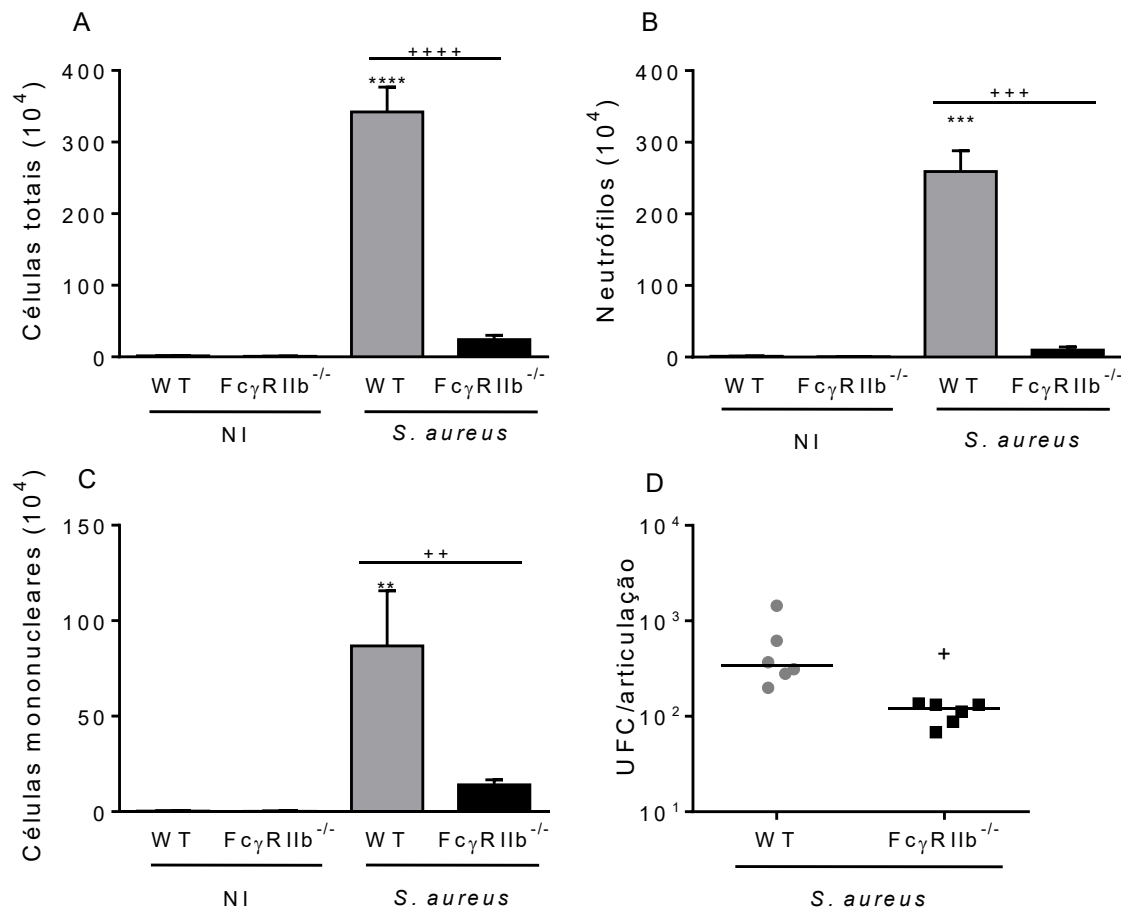 A
Células totais (10⁴)
400
300
200
100
0
++++
****
WT FcγRIIb-/- WT FcγRIIb-/-
NI S. aureus
B
Neutrófilos (10⁴)
400
300
200
100
0
+++
***
WT FcγRIIb-/- WT FcγRIIb-/-
NI S. aureus
C
Células mononucleares (10⁴)
150
100
50
0
++
**
WT FcγRIIb-/- WT FcγRIIb-/-
NI S. aureus
D
UFC/articulação
10⁴
10³
10²
10¹
+
WT FcγRIIb-/-
S. aureus